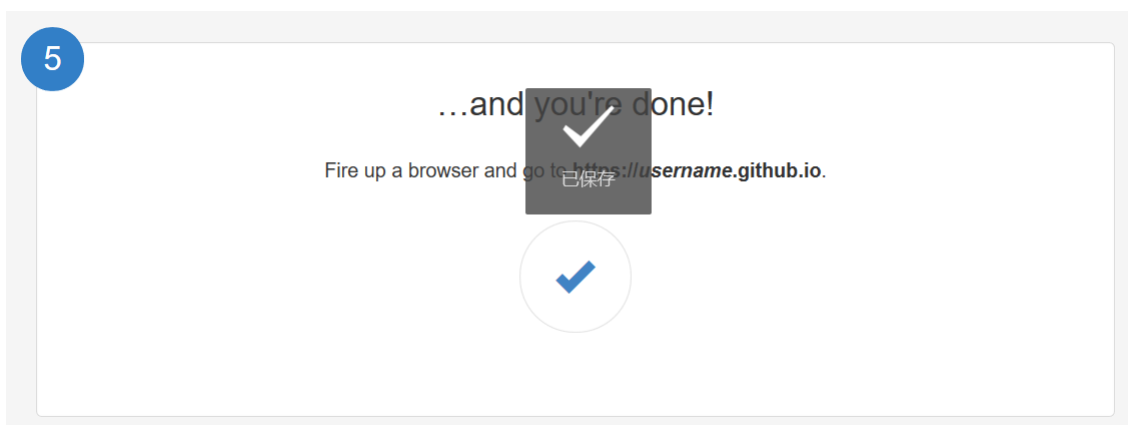 5
…and you're done!
Fire up a browser and go to https://username.github.io.
已保存